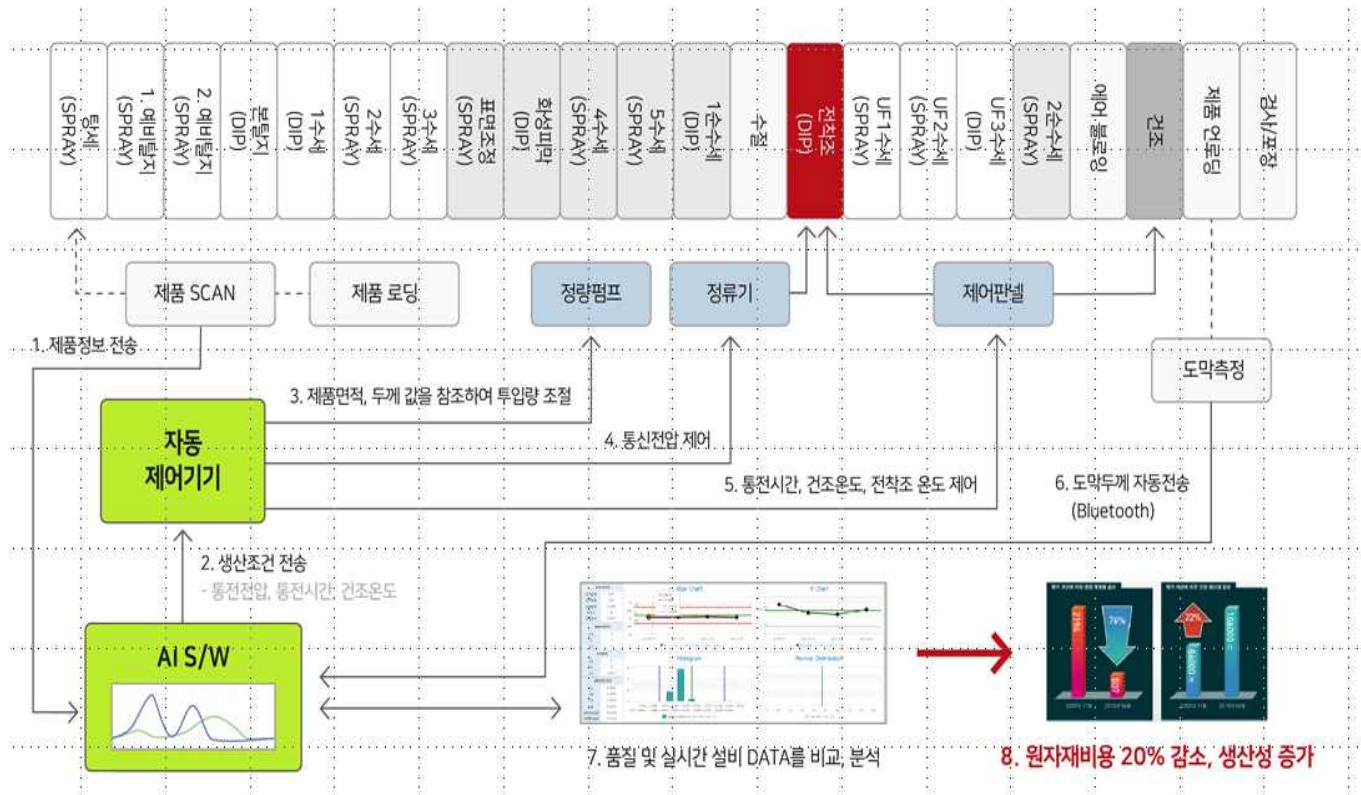 탕세
(SPRAY)
1. 예비탈지
(SPRAY)
2. 예비탈지
(SPRAY)
본탈지
(DIP)
1수세
(DIP)
2수세
(SPRAY)
3수세
(SPRAY)
표면조정
(SPRAY)
화성비막
(DIP)
4수세
(SPRAY)
5수세
(SPRAY)
1순수세
(DIP)
수절
전착조
(DIP)
UF1수세
(SPRAY)
UF2수세
(SPRAY)
UF3수세
(DIP)
2순수세
(SPRAY)
에어 블로잉
건조
제품 언로딩
검사/포장
제품 SCAN
제품 로딩
정량펌프
정류기
제어판넬
1. 제품정보 전송
도막측정
3. 제품면적, 두께 값을 참조하여 투입량 조절
자동
제어기기
4. 통신전압 제어
5. 통전시간, 건조온도, 전착조 온도 제어
6. 도막두께 자동전송
(Bluetooth)
2. 생산조건 전송
- 통전전압, 통전시간, 건조온도
AI S/W
Histogram
Normal Distribution
76%
22%
7. 품질 및 실시간 설비 DATA를 비교, 분석
8. 원자재비용 20% 감소, 생산성 증가